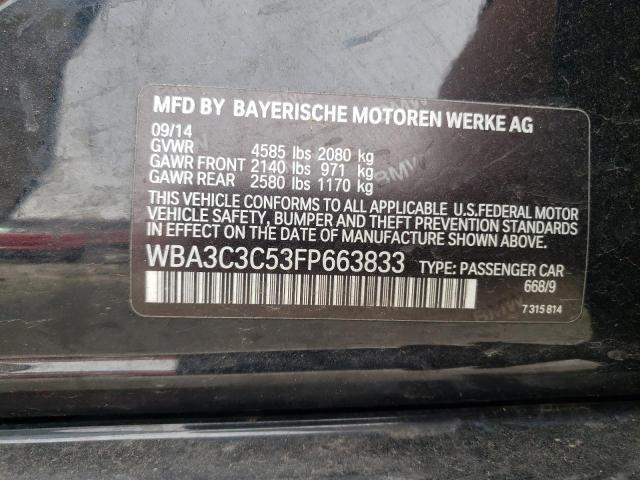 MFD BY BAYERISCHE MOTOREN WERKE AG
09/14
GVWR 4585 lbs 2080 kg
GAWR FRONT 2140 lbs 971 kg
GAWR REAR 2580 lbs 1170 kg
THIS VEHICLE CONFORMS TO ALL APPLICABLE U.S.FEDERAL MOTOR
VEHICLE SAFETY, BUMPER AND THEFT PREVENTION STANDARDS
IN EFFECT ON THE DATE OF MANUFACTURE SHOWN ABOVE.
WBA3C3C53FP663833 TYPE: PASSENGER CAR
668/9
7 315 814